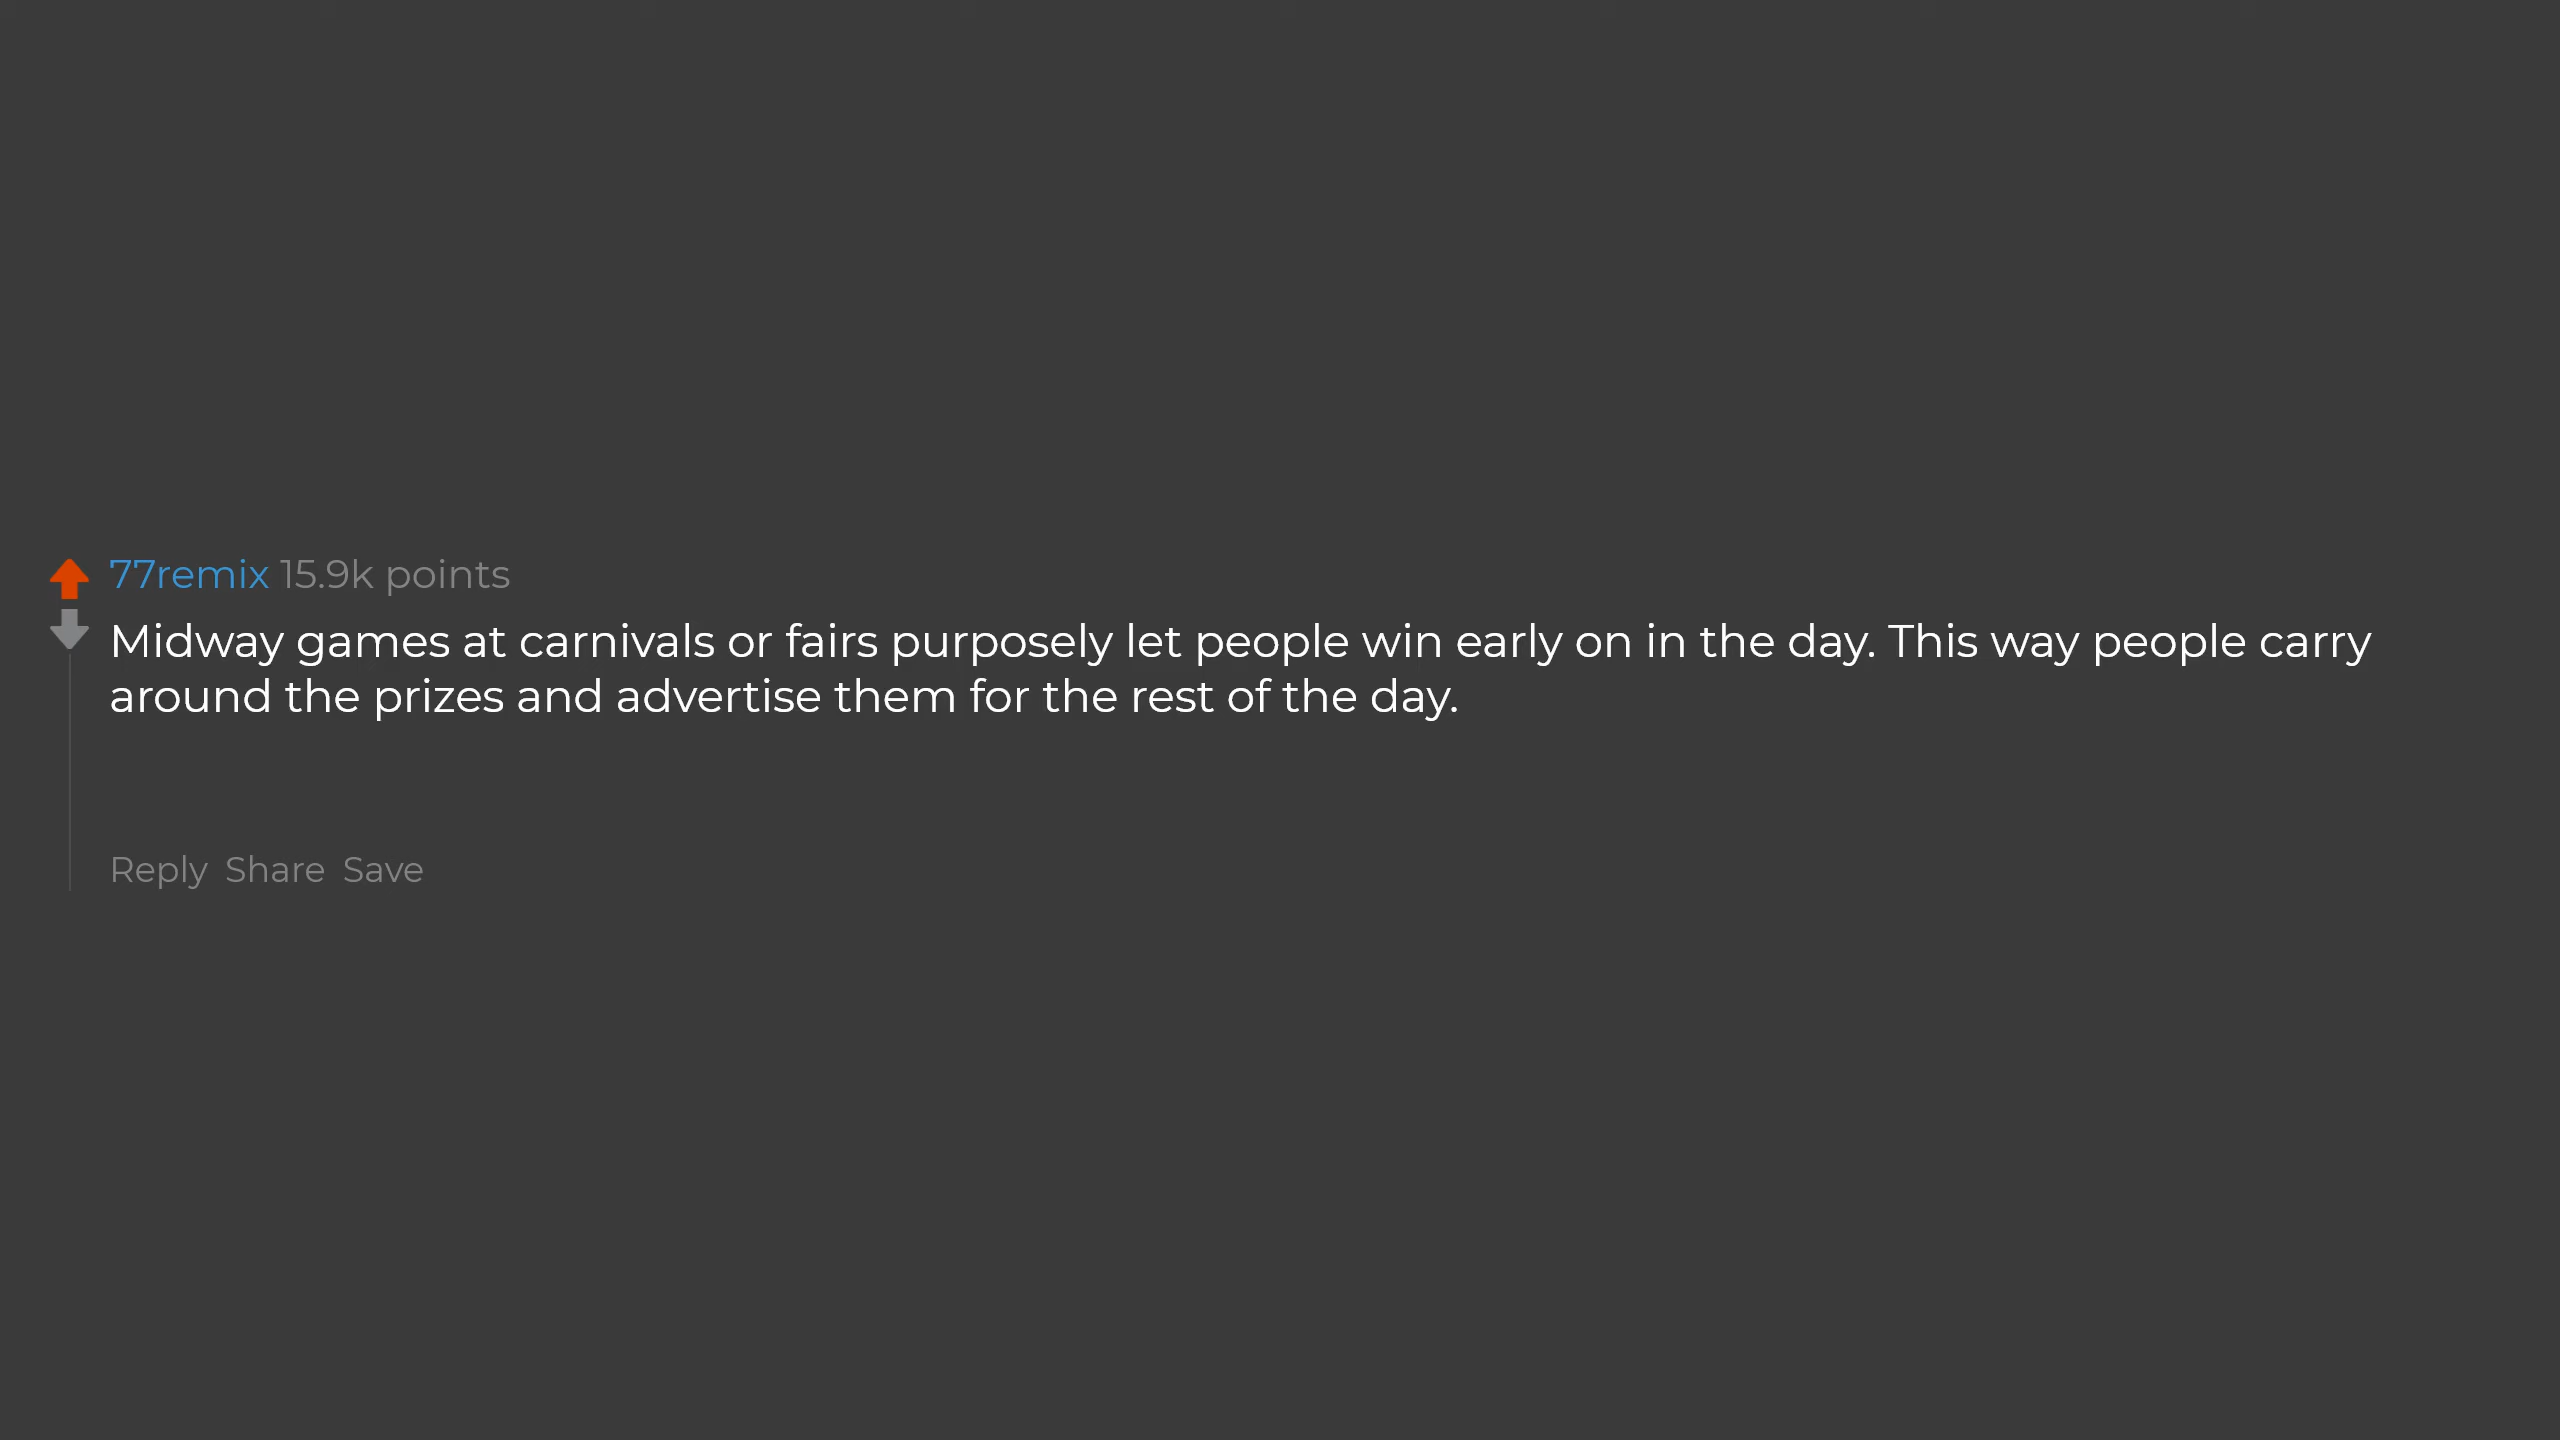 77remix 15.9k points
Midway games at carnivals or fairs purposely let people win early on in the day. This way people carry
around the prizes and advertise them for the rest of the day.
Reply Share Save